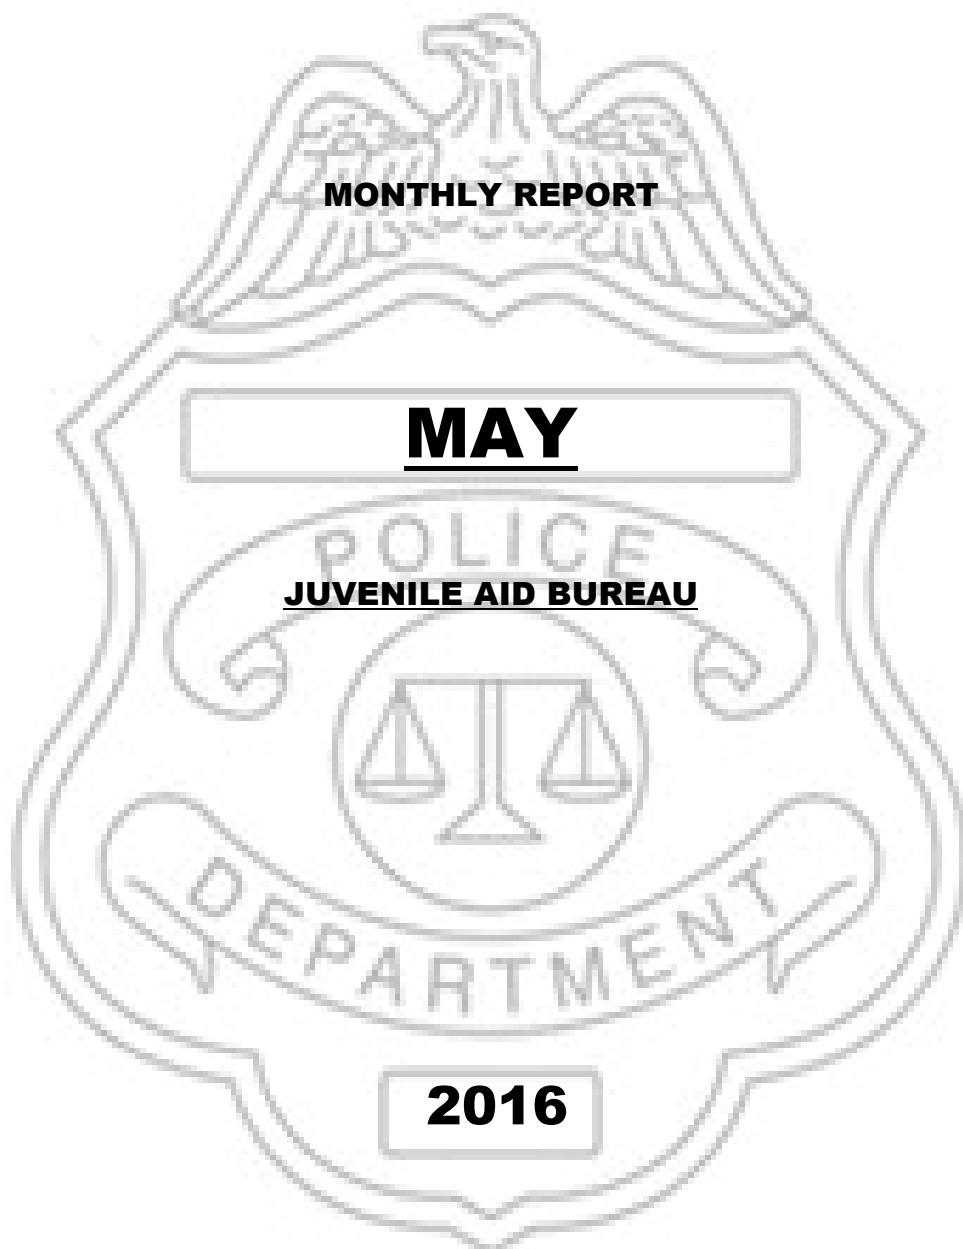 MONTHLY REPORT
MAY
POLICE
JUVENILE AID BUREAU
DEPARTMENT
2016